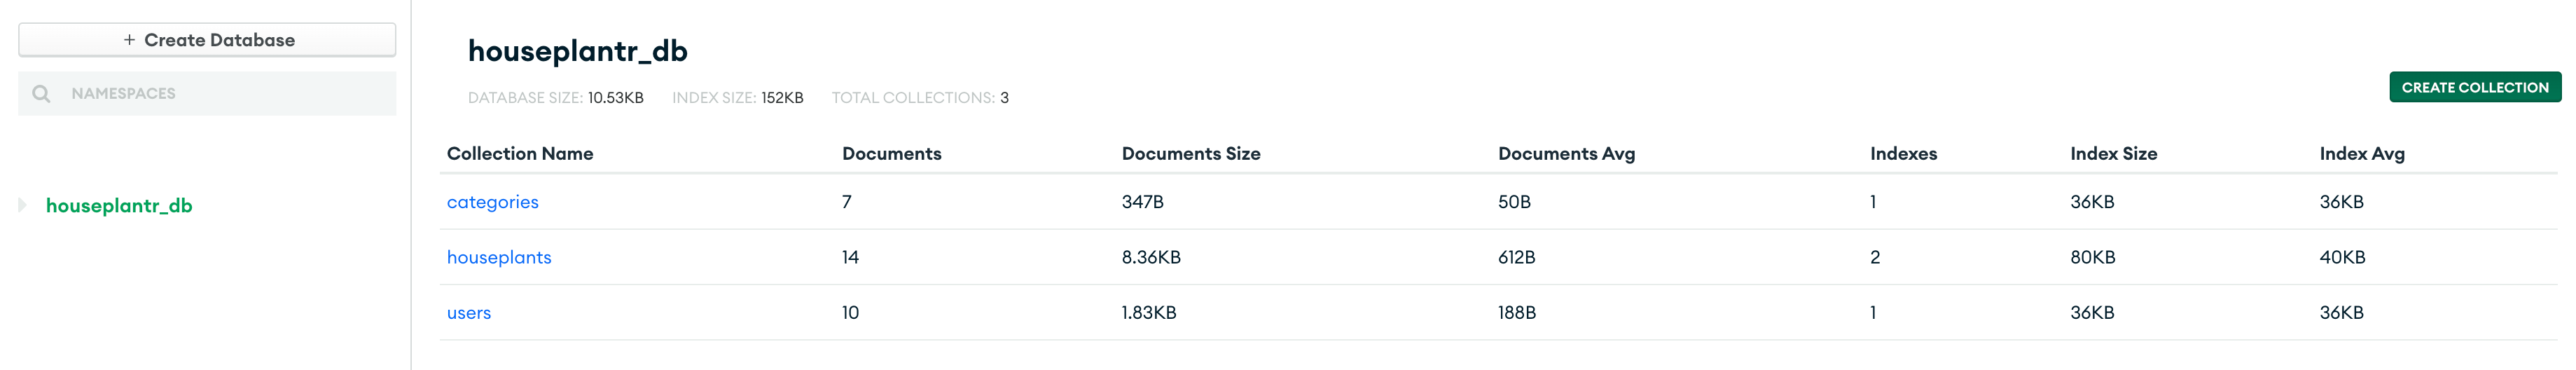 + Create Database
NAMESPACES
houseplantr_db
houseplantr_db
DATABASE SIZE: 10.53KB INDEX SIZE: 152KB TOTAL COLLECTIONS: 3
CREATE COLLECTION
Collection Name Documents Documents Size Documents Avg Indexes Index Size Index Avg
categories 7 347B 50B 1 36KB 36KB
houseplants 14 8.36KB 612B 2 80KB 40KB
users 10 1.83KB 188B 1 36KB 36KB